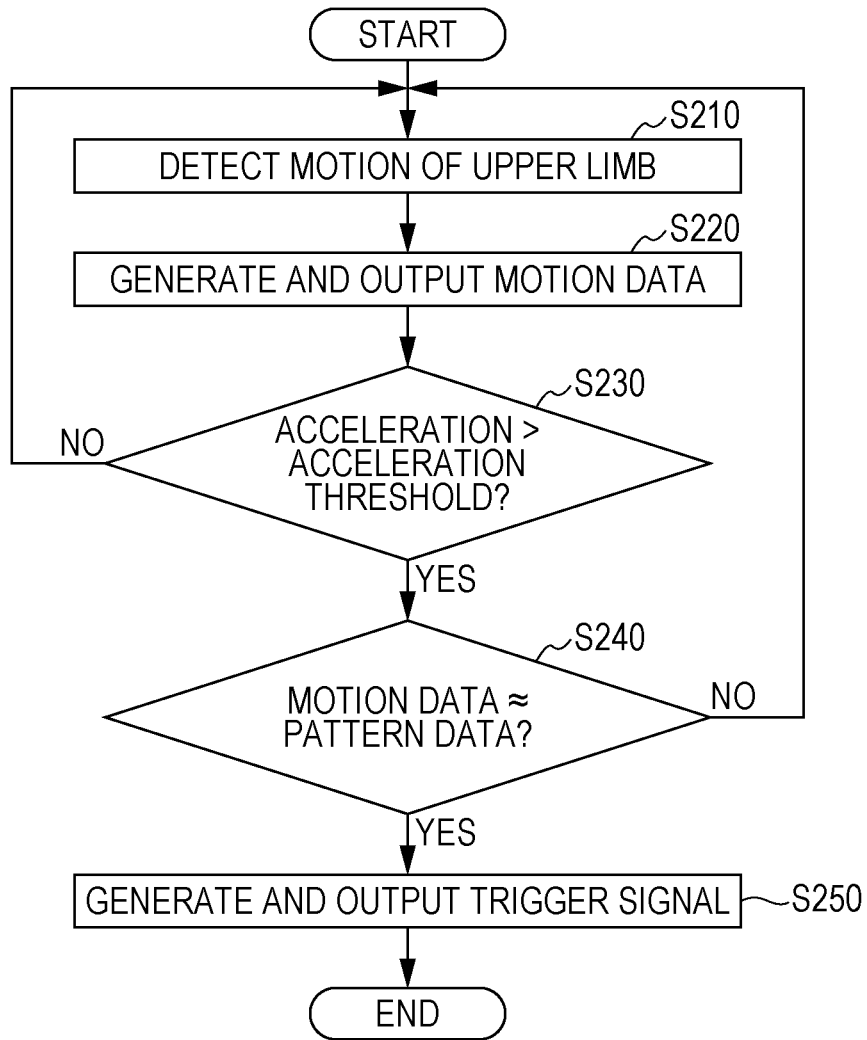 START
S210
DETECT MOTION OF UPPER LIMB
S220
GENERATE AND OUTPUT MOTION DATA
S230
ACCELERATION >
ACCELERATION
THRESHOLD?
NO
YES
S240
MOTION DATA ≈
PATTERN DATA?
NO
YES
GENERATE AND OUTPUT TRIGGER SIGNAL
S250
END